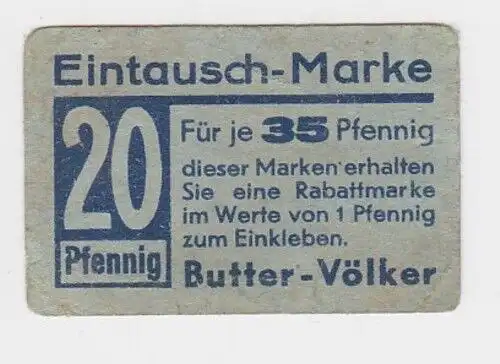 Eintausch-Marke
20
Pfennig
Für je 35 Pfennig
dieser Marken erhalten
Sie eine Rabattmarke
im Werte von 1 Pfennig
zum Einkleben.
Butter-Völker